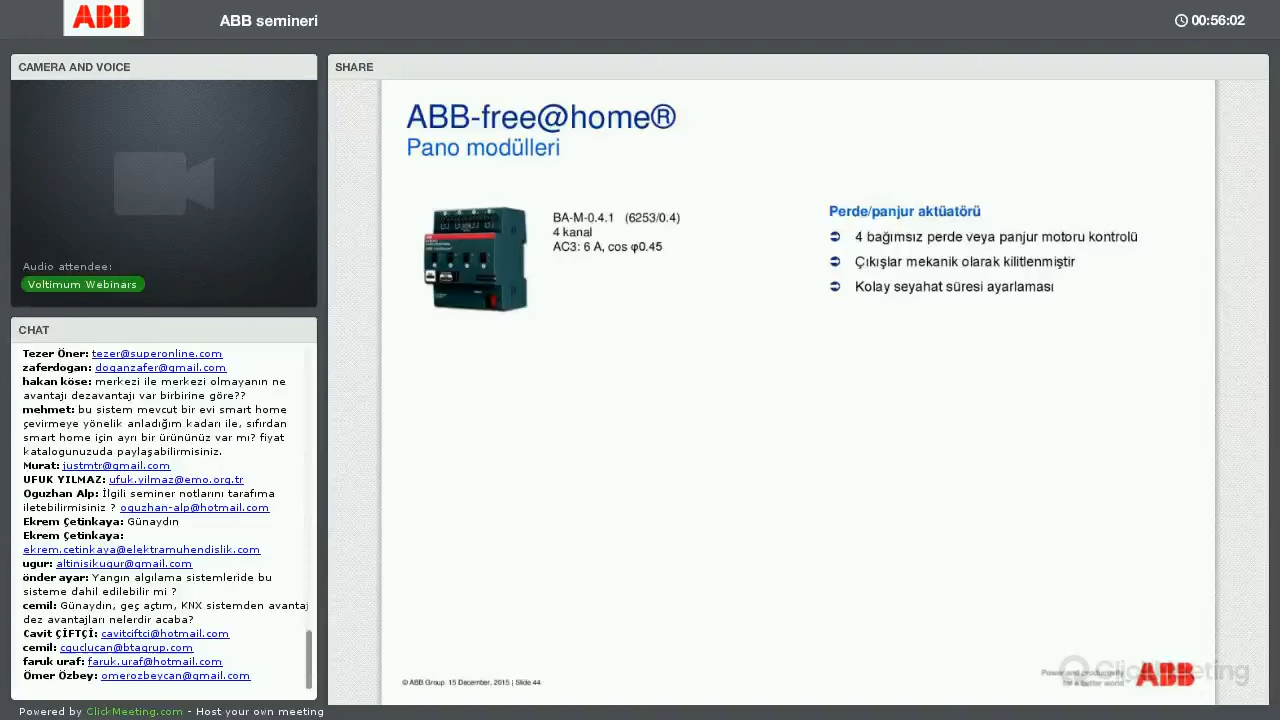 ABB
ABB semineri
00:56:02
CAMERA AND VOICE
Audio attendee:
Voltimum Webinars
CHAT
Tezer Öner: tezer@superonline.com
zaferdogan: doganzafer@gmail.com
hakan köse: merkezi ile merkezi olmayanın ne
avantajı dezavantajı var birbirine göre??
mehmet: bu sistem mevcut bir evi smart home
çevirmeye yönelik anladığım kadarı ile, sıfırdan
smart home için ayrı bir ürününüz var mı? fiyat
katalogunuzuda paylaşabilirmisiniz.
Murat: justmtr@gmail.com
UFUK YILMAZ: ufuk.yilmaz@emo.org.tr
Oguzhan Alp: İlgili seminer notlarını tarafıma
iletebilirmisiniz ? oguzhan-alp@hotmail.com
Ekrem Çetinkaya: Günaydın
Ekrem Çetinkaya:
ekrem.cetinkaya@elektramuhendislik.com
ugur: altinisikugur@gmail.com
önder ayar: Yangın algılama sistemleride bu
sisteme dahil edilebilir mi ?
cemil: Günaydın, geç açtım, KNX sistemden avantaj
dez avantajları nelerdir acaba?
Cavit ÇİFTÇİ: cavitciftci@hotmail.com
cemil: cguclucan@btagrup.com
faruk uraf: faruk.uraf@hotmail.com
Ömer Özbey: omerozbeycan@gmail.com
Powered by ClickMeeting.com - Host your own meeting
SHARE
ABB-free@home®
Pano modülleri
BA-M-0.4.1 (6253/0.4)
4 kanal
AC3: 6 A, cos φ0.45
Perde/panjur aktüatörü
4 bağımsız perde veya panjur motoru kontrolü
Çıkışlar mekanik olarak kilitlenmiştir
Kolay seyahat süresi ayarlaması
© ABB Group 15 December, 2015 | Slide 44
Power and productivity
for a better world
ABB
ClickMeeting